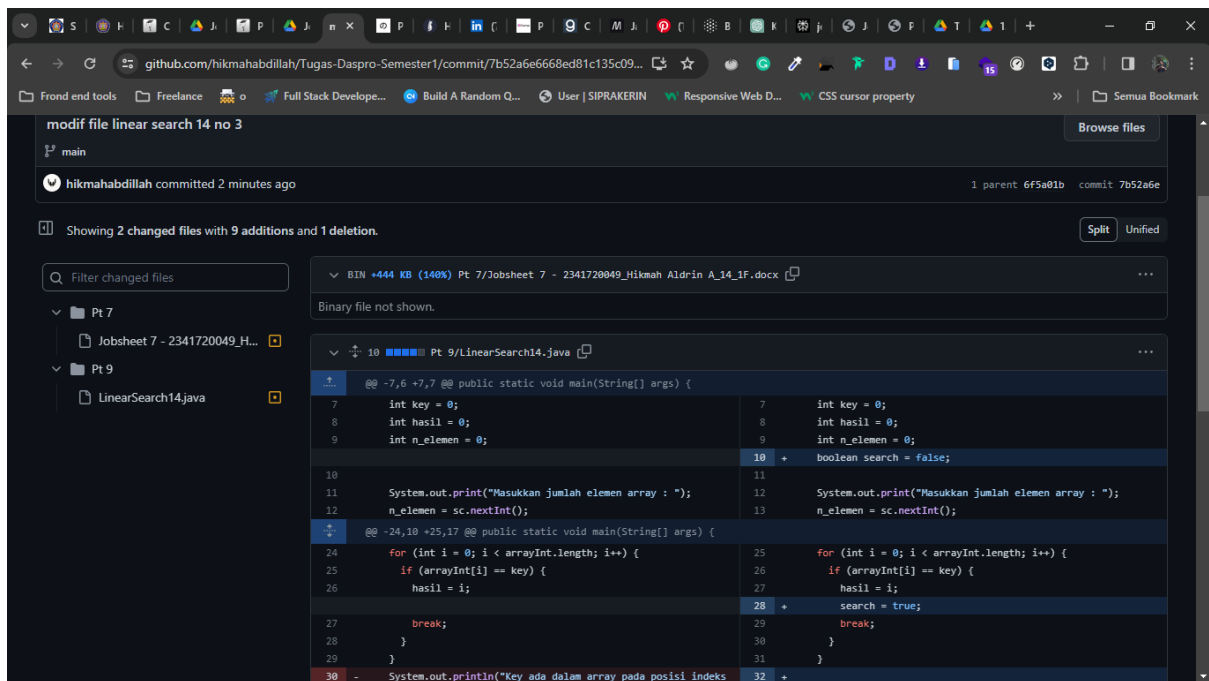 S H C J P J n P H in ( P g C M J ( B K j J P T 1
github.com/hikmahabdillah/Tugas-Daspro-Semester1/commit/7b52a6e6668ed81c135c09...
15
Frond end tools Freelance o Full Stack Develope... Build A Random Q... User | SIPRAKERIN Responsive Web D... CSS cursor property » Semua Bookmark
modif file linear search 14 no 3
Browse files
main
hikmahabdillah committed 2 minutes ago
1 parent 6f5a01b commit 7b52a6e
Showing 2 changed files with 9 additions and 1 deletion.
Split Unified
Filter changed files
Pt 7
Jobsheet 7 - 2341720049_H...
Pt 9
LinearSearch14.java
BIN +444 KB (140%) Pt 7/Jobsheet 7 - 2341720049_Hikmah Aldrin A_14_1F.docx
Binary file not shown.
10 Pt 9/LinearSearch14.java
@@ -7,6 +7,7 @@ public static void main(String[] args) {
7 int key = 0; 7 int key = 0;
8 int hasil = 0; 8 int hasil = 0;
9 int n_elemen = 0; 9 int n_elemen = 0;
10 + boolean search = false;
10 11
11 System.out.print("Masukkan jumlah elemen array : "); 12 System.out.print("Masukkan jumlah elemen array : ");
12 n_elemen = sc.nextInt(); 13 n_elemen = sc.nextInt();
@@ -24,10 +25,17 @@ public static void main(String[] args) {
24 for (int i = 0; i < arrayInt.length; i++) { 25 for (int i = 0; i < arrayInt.length; i++) {
25 if (arrayInt[i] == key) { 26 if (arrayInt[i] == key) {
26 hasil = i; 27 hasil = i;
28 + search = true;
27 break; 29 break;
28 } 30 }
29 } 31 }
30 - System.out.println("Key ada dalam array pada posisi indeks 32 +